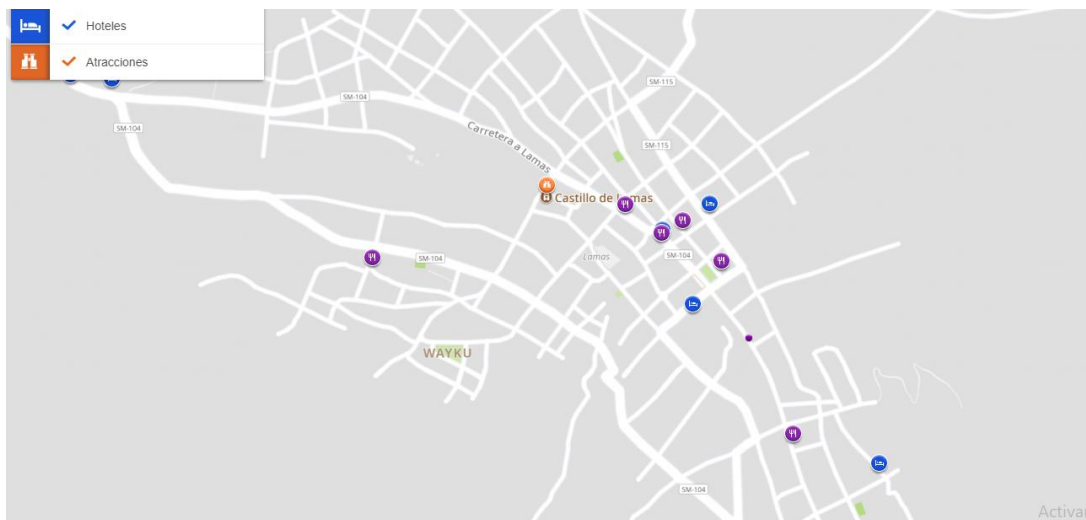 Hoteles
Atracciones
SM-104
SM-115
SM-104
Carretera a Lamas
SM-115
Castillo de Lamas
SM-104
Lamas
SM-104
WAYKU
SM-104
Activa